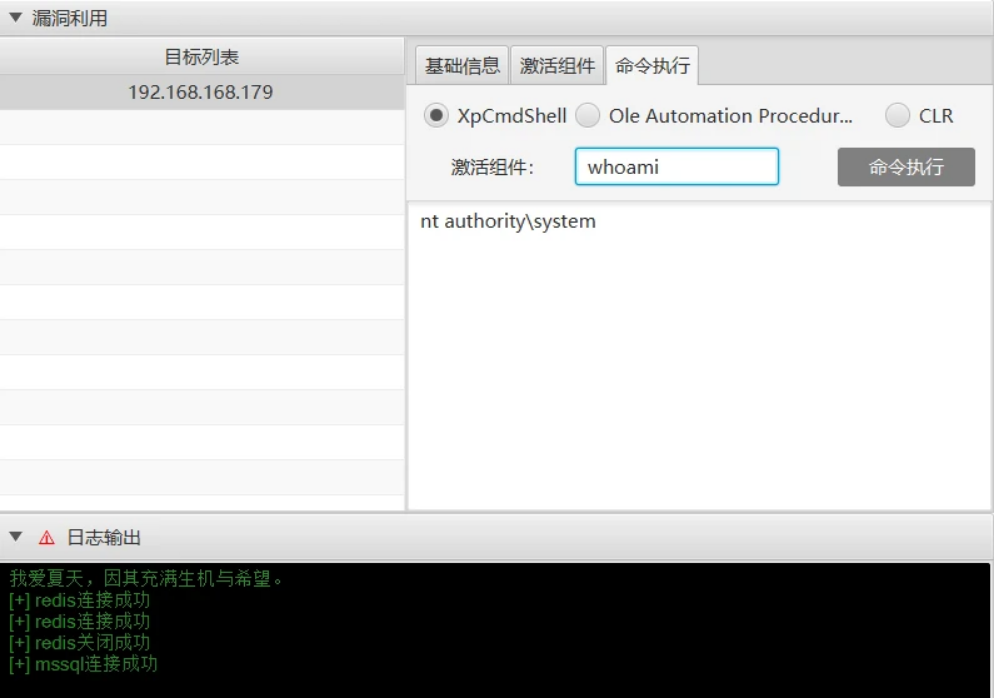 漏洞利用
目标列表
192.168.168.179
基础信息 激活组件 命令执行
XpCmdShell Ole Automation Procedur... CLR
激活组件: whoami 命令执行
nt authority\system
日志输出
我爱夏天，因其充满生机与希望。
[+] redis连接成功
[+] redis连接成功
[+] redis关闭成功
[+] mssql连接成功